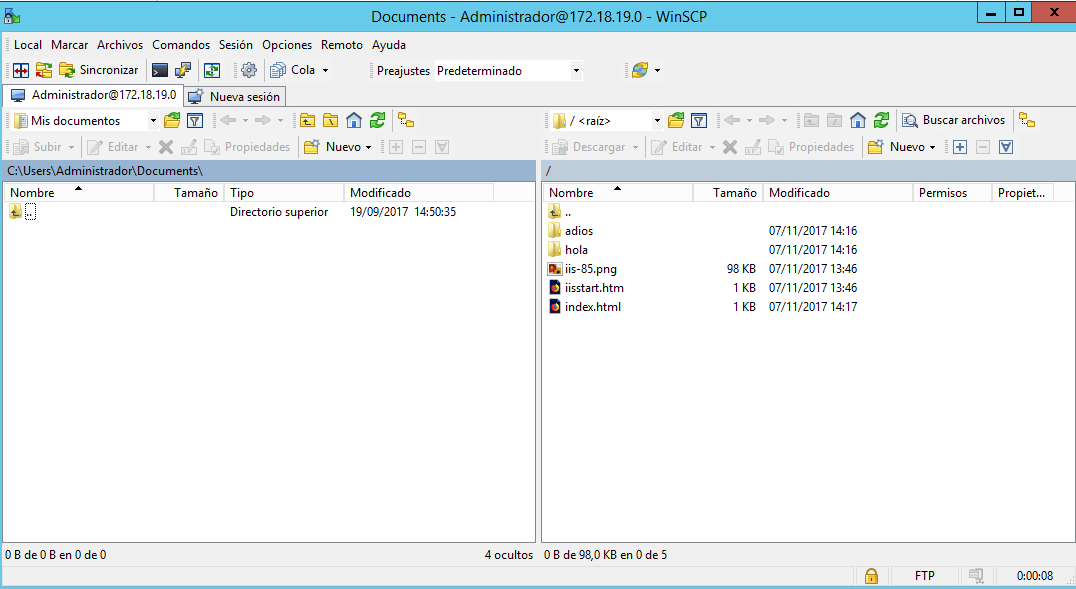 Documents - Administrador@172.18.19.0 - WinSCP
Local Marcar Archivos Comandos Sesión Opciones Remoto Ayuda
Sincronizar Cola Preajustes Predeterminado
Administrador@172.18.19.0 Nueva sesión
Mis documentos / <raíz> Buscar archivos
Subir Editar Propiedades Nuevo Descargar Editar Propiedades Nuevo
C:\Users\Administrador\Documents\ /
Nombre Tamaño Tipo Modificado Nombre Tamaño Modificado Permisos Propiet...
.. Directorio superior 19/09/2017 14:50:35 ..
adios 07/11/2017 14:16
hola 07/11/2017 14:16
iis-85.png 98 KB 07/11/2017 13:46
iisstart.htm 1 KB 07/11/2017 13:46
index.html 1 KB 07/11/2017 14:17
0 B de 0 B en 0 de 0 4 ocultos 0 B de 98,0 KB en 0 de 5
FTP 0:00:08